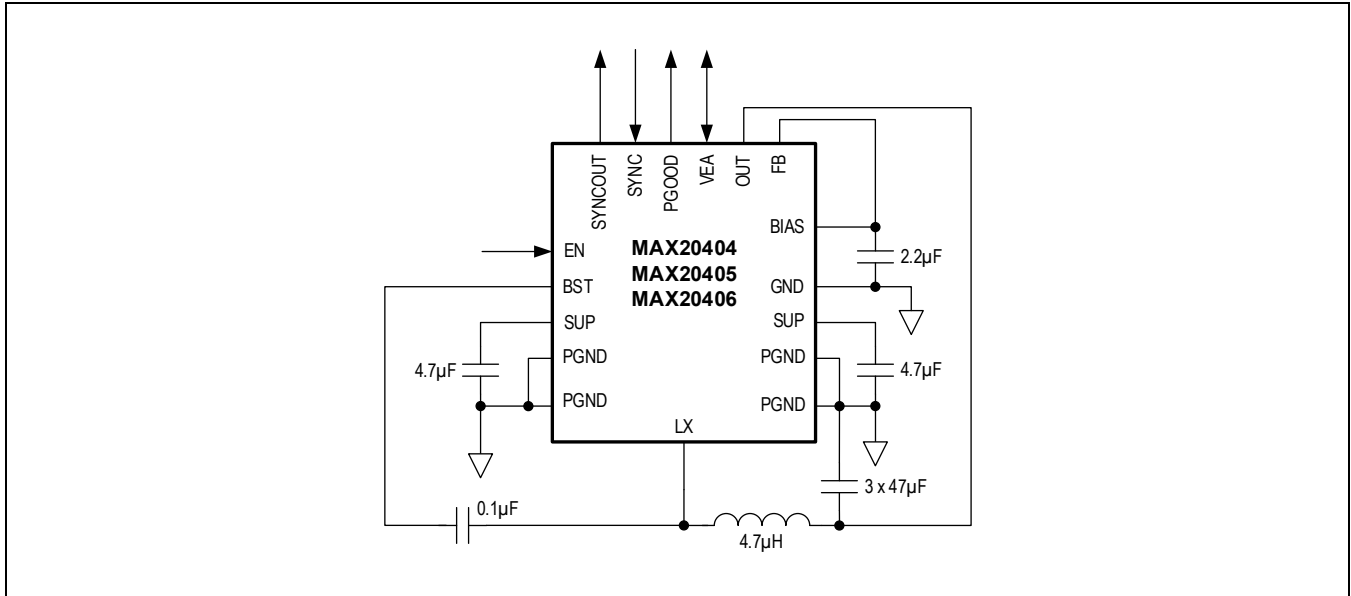 SYNCOUT
SYNC
PGOOD
VEA
OUT
FB
EN
BST
SUP
PGND
PGND
MAX20404
MAX20405
MAX20406
BIAS
GND
SUP
PGND
PGND
LX
2.2µF
4.7µF
4.7µF
3 x 47µF
0.1µF
4.7µH